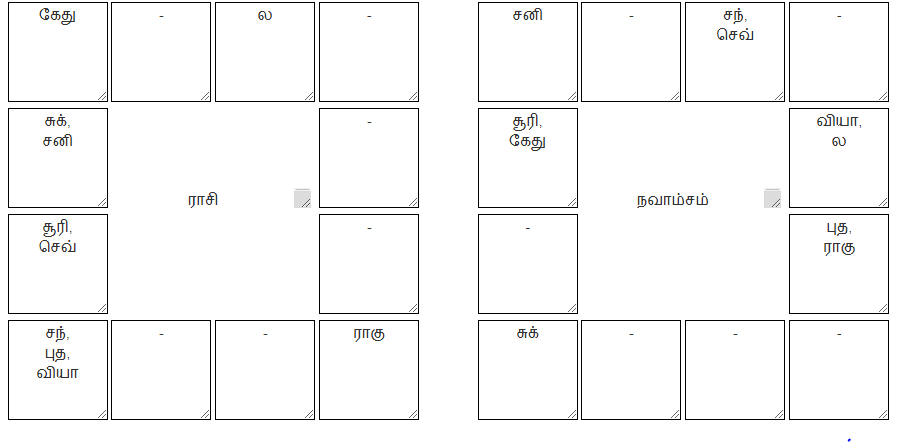 கேது - ல - சனி - சந், -
செவ்
சுக், - சூரி, வியா,
சனி கேது ல
ராசி நவாம்சம்
சூரி, - - புத,
செவ் ராகு
சந், - - ராகு சுக் - - -
புத,
வியா